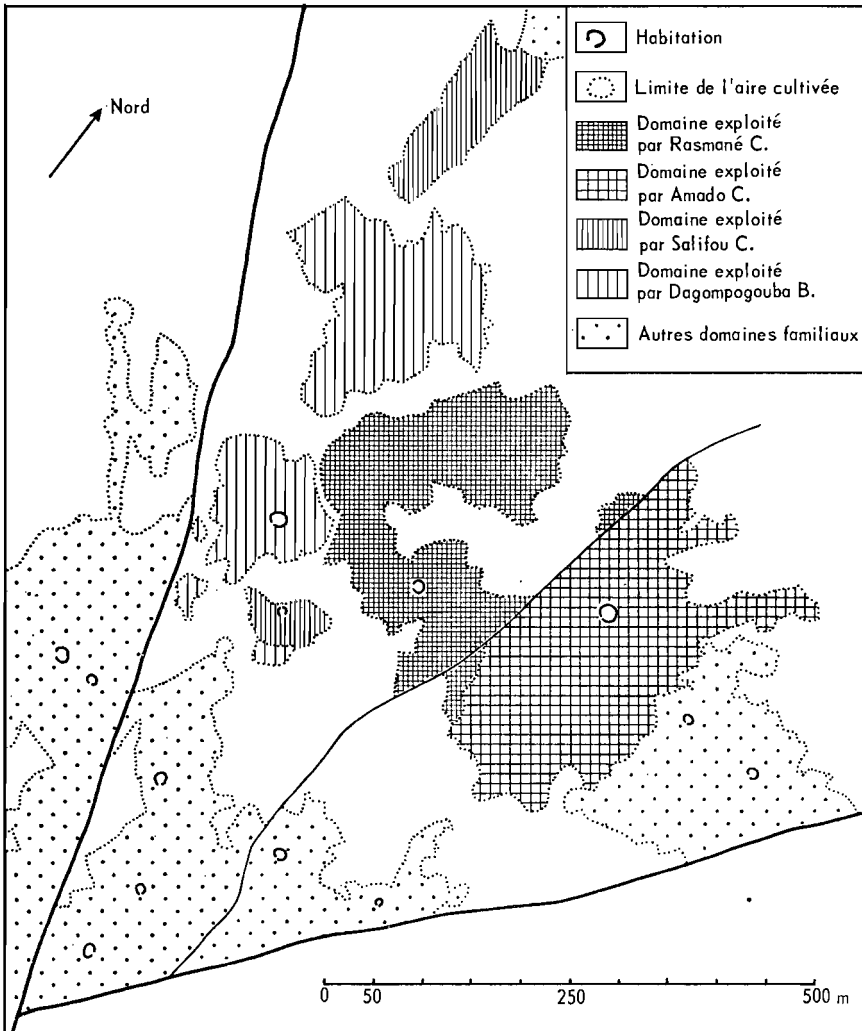 Habitation
Limite de l'aire cultivée
Domaine exploité
par Rasmané C.
Domaine exploité
par Amado C.
Domaine exploité
par Salifou C.
Domaine exploité
par Dagompogouba B.
Autres domaines familiaux
Nord
0 50 250 500 m